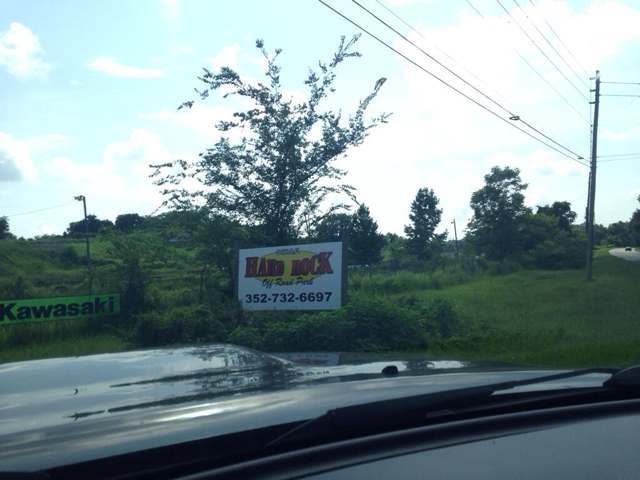 HARD ROCK
Off-Road Park
352-732-6697
Kawasaki